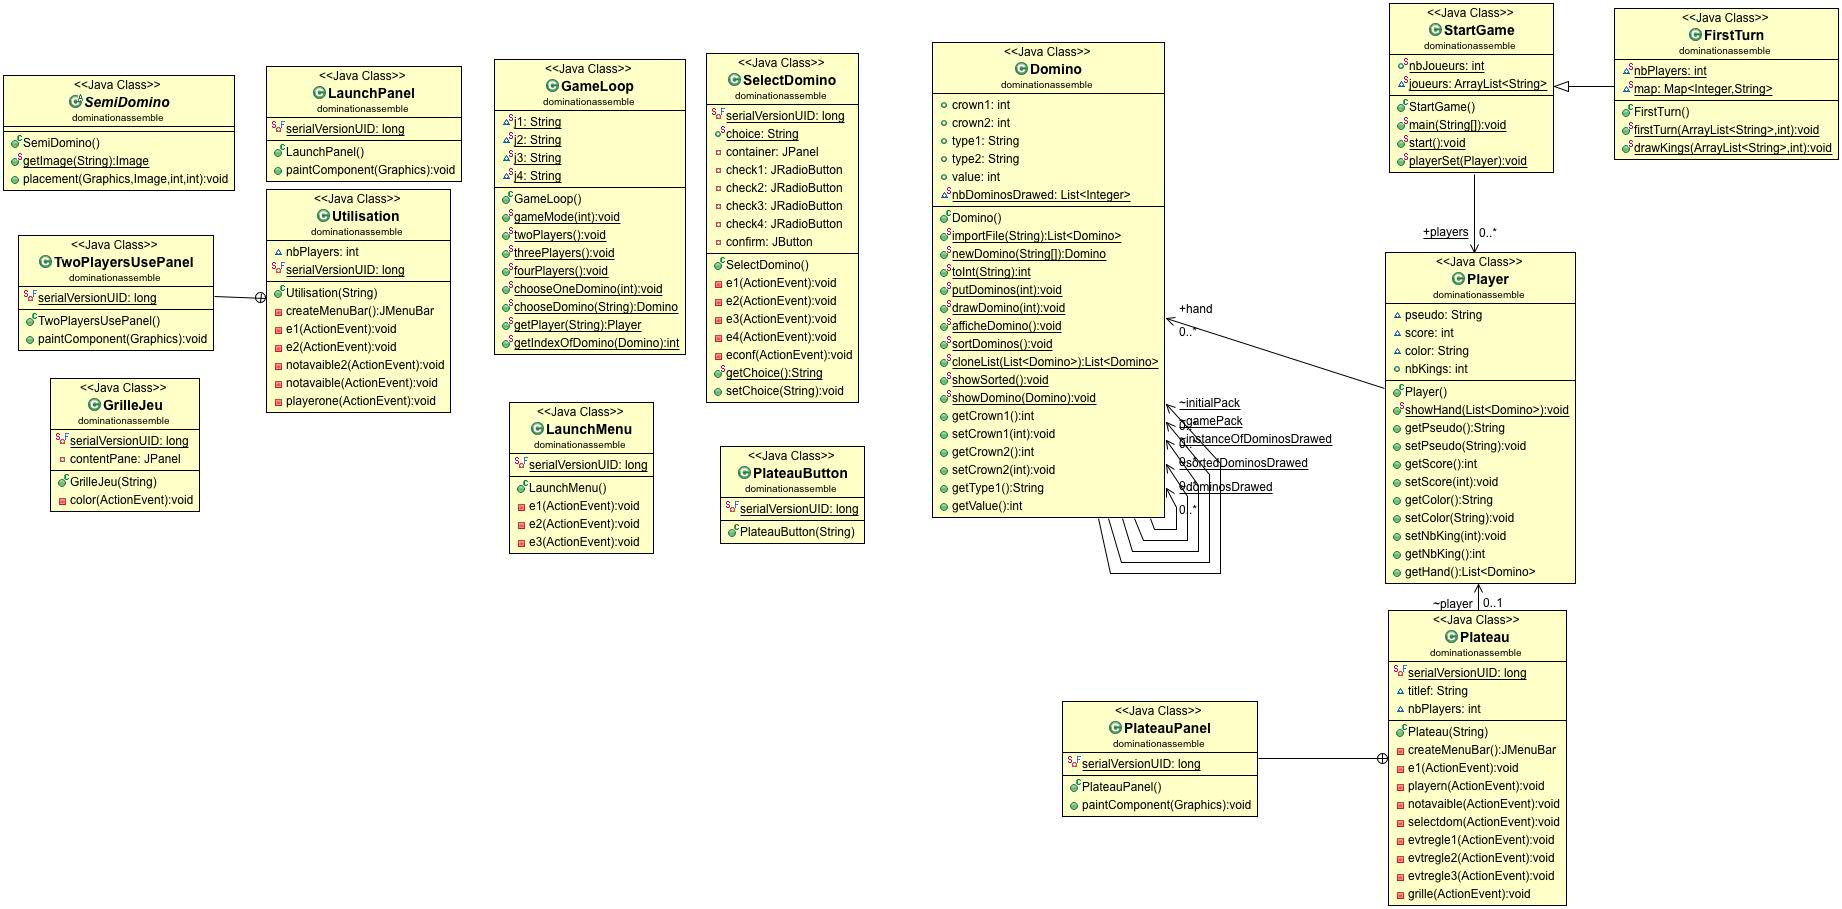 <<Java Class>>
SemiDomino
dominationassemble
SemiDomino()
getImage(String):Image
placement(Graphics,Image,int,int):void
<<Java Class>>
LaunchPanel
dominationassemble
serialVersionUID: long
LaunchPanel()
paintComponent(Graphics):void
<<Java Class>>
TwoPlayersUsePanel
dominationassemble
serialVersionUID: long
TwoPlayersUsePanel()
paintComponent(Graphics):void
<<Java Class>>
Utilisation
dominationassemble
nbPlayers: int
serialVersionUID: long
Utilisation(String)
createMenuBar():JMenuBar
e1(ActionEvent):void
e2(ActionEvent):void
notavaible2(ActionEvent):void
notavaible(ActionEvent):void
playerone(ActionEvent):void
<<Java Class>>
GrilleJeu
dominationassemble
serialVersionUID: long
contentPane: JPanel
GrilleJeu(String)
color(ActionEvent):void
<<Java Class>>
GameLoop
dominationassemble
j1: String
j2: String
j3: String
j4: String
GameLoop()
gameMode(int):void
twoPlayers():void
threePlayers():void
fourPlayers():void
chooseOneDomino(int):void
chooseDomino(String):Domino
getPlayer(String):Player
getIndexOfDomino(Domino):int
<<Java Class>>
LaunchMenu
dominationassemble
serialVersionUID: long
LaunchMenu()
e1(ActionEvent):void
e2(ActionEvent):void
e3(ActionEvent):void
<<Java Class>>
SelectDomino
dominationassemble
serialVersionUID: long
choice: String
container: JPanel
check1: JRadioButton
check2: JRadioButton
check3: JRadioButton
check4: JRadioButton
confirm: JButton
SelectDomino()
e1(ActionEvent):void
e2(ActionEvent):void
e3(ActionEvent):void
e4(ActionEvent):void
econf(ActionEvent):void
getChoice():String
setChoice(String):void
<<Java Class>>
PlateauButton
dominationassemble
serialVersionUID: long
PlateauButton(String)
<<Java Class>>
Domino
dominationassemble
crown1: int
crown2: int
type1: String
type2: String
value: int
nbDominosDrawed: List<Integer>
Domino()
importFile(String):List<Domino>
newDomino(String[]):Domino
toInt(String):int
putDominos(int):void
drawDomino(int):void
afficheDomino():void
sortDominos():void
cloneList(List<Domino>):List<Domino>
showSorted():void
showDomino(Domino):void
getCrown1():int
setCrown1(int):void
getCrown2():int
setCrown2(int):void
getType1():String
getValue():int
+hand
0..*
~initialPack
~gamePack
~instanceOfDominosDrawed
~sortedDominosDrawed
~dominosDrawed
0..*
<<Java Class>>
StartGame
dominationassemble
nbJoueurs: int
joueurs: ArrayList<String>
StartGame()
main(String[]):void
start():void
playerSet(Player):void
<<Java Class>>
FirstTurn
dominationassemble
nbPlayers: int
map: Map<Integer,String>
FirstTurn()
firstTurn(ArrayList<String>,int):void
drawKings(ArrayList<String>,int):void
+players
0..*
<<Java Class>>
Player
dominationassemble
pseudo: String
score: int
color: String
nbKings: int
Player()
showHand(List<Domino>):void
getPseudo():String
setPseudo(String):void
getScore():int
setScore(int):void
getColor():String
setColor(String):void
setNbKing(int):void
getNbKing():int
getHand():List<Domino>
~player
0..1
<<Java Class>>
Plateau
dominationassemble
serialVersionUID: long
titlef: String
nbPlayers: int
Plateau(String)
createMenuBar():JMenuBar
e1(ActionEvent):void
playern(ActionEvent):void
notavaible(ActionEvent):void
selectdom(ActionEvent):void
evtregle1(ActionEvent):void
evtregle2(ActionEvent):void
evtregle3(ActionEvent):void
grille(ActionEvent):void
<<Java Class>>
PlateauPanel
dominationassemble
serialVersionUID: long
PlateauPanel()
paintComponent(Graphics):void